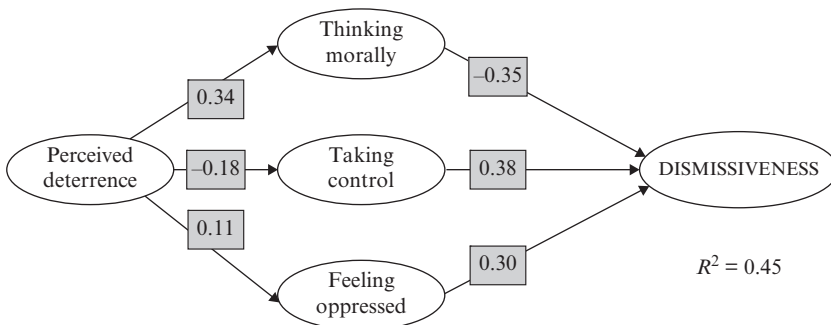 Thinking
morally
0.34
–0.35
Perceived
deterrence
–0.18
Taking
control
0.38
DISMISSIVENESS
0.11
Feeling
oppressed
0.30
R² = 0.45